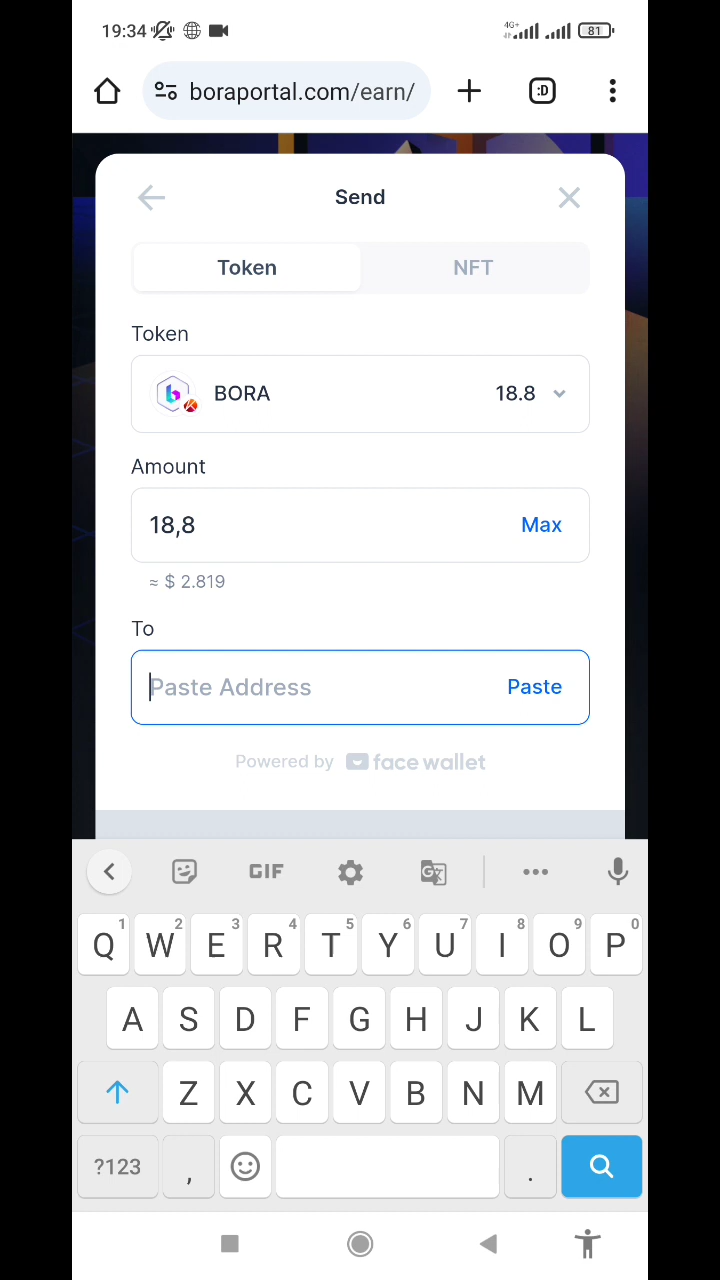 19:34 4G+ 81
boraportal.com/earn/ :D
Send
Token NFT
Token
BORA 18.8
Amount
18,8 Max
≈ $ 2.819
To
Paste Address Paste
Powered by face wallet
GIF G
Q1 W2 E3 R4 T5 Y6 U7 I8 O9 P0
A S D F G H J K L
Z X C V B N M
?123 , .